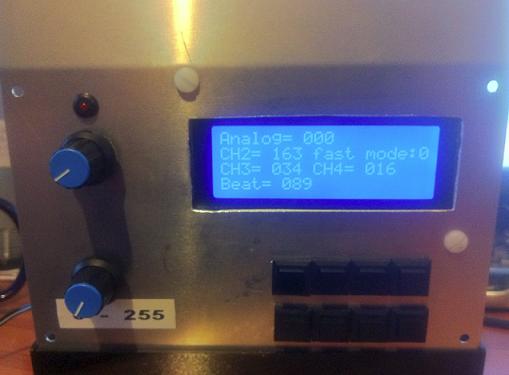 Analog= 000
CH2= 163 fast mode:0
CH3= 034 CH4= 016
Beat= 089
- 255